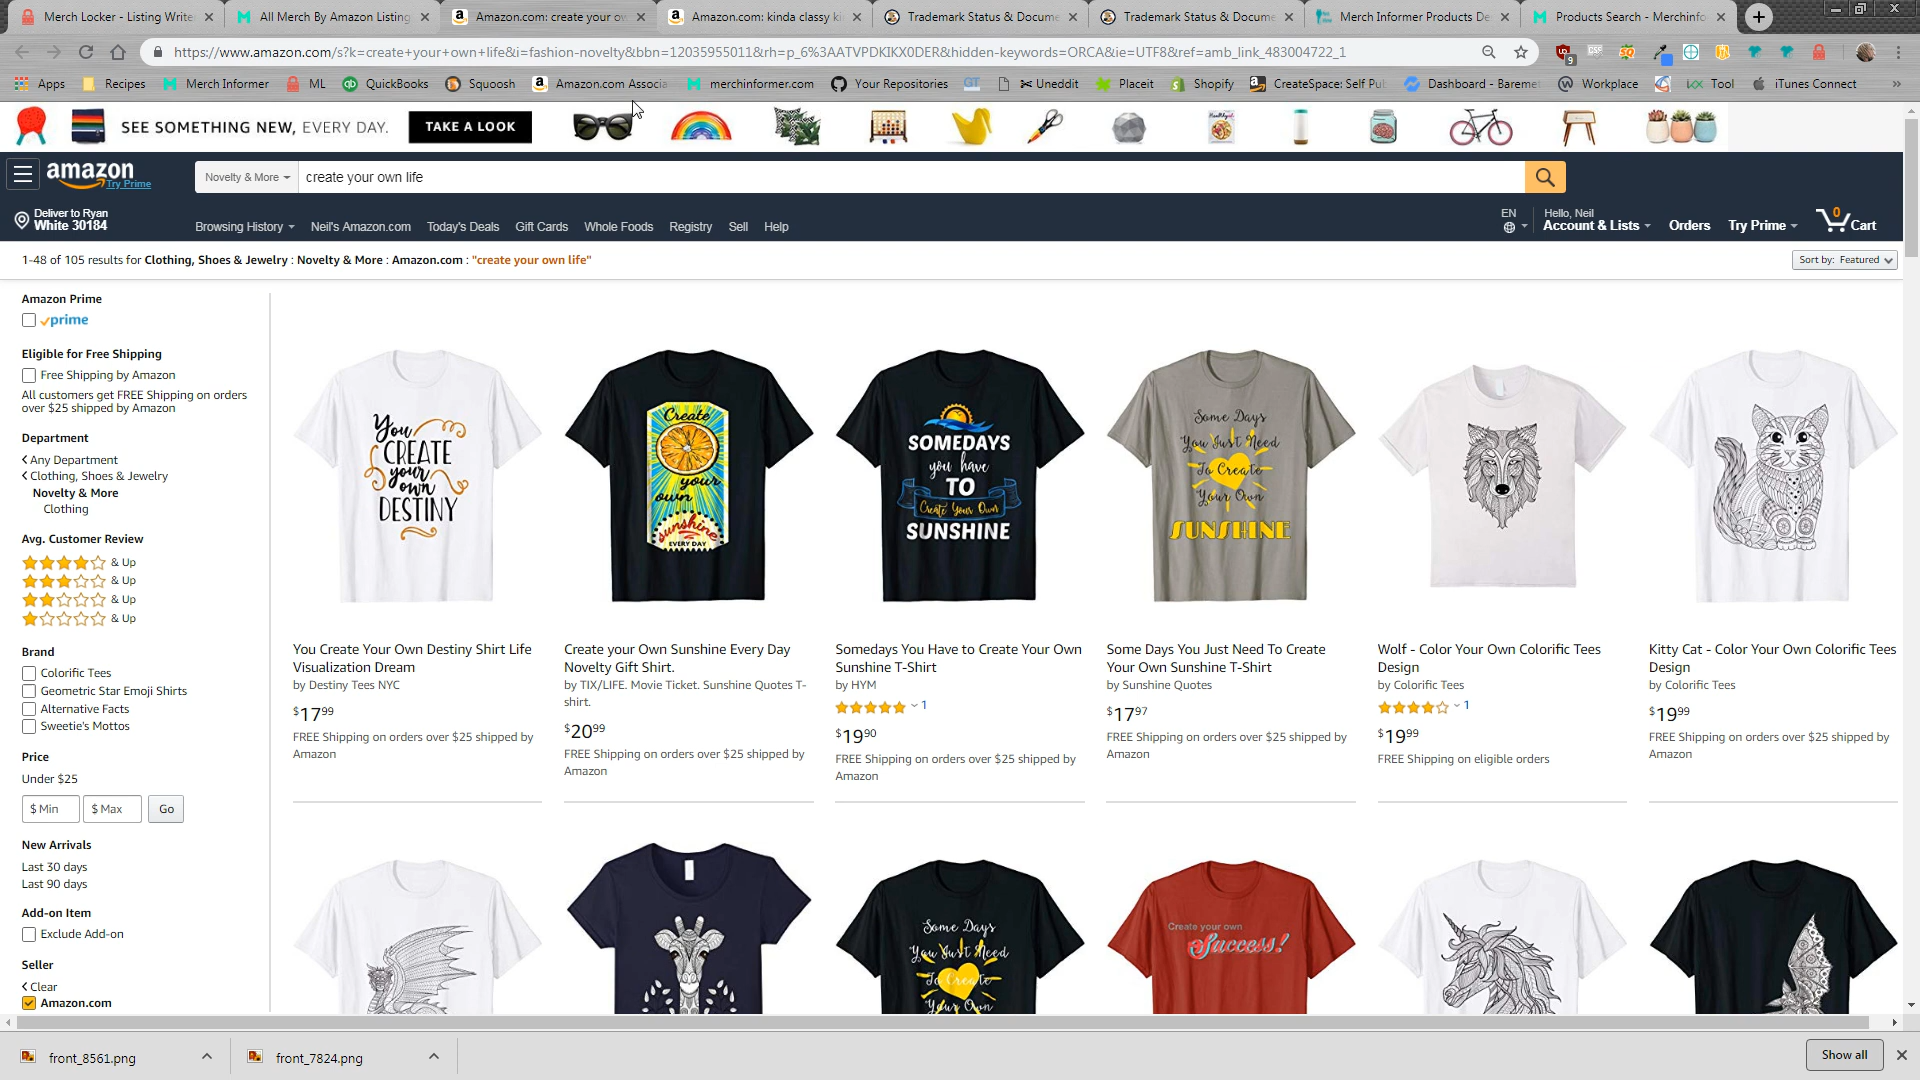 Merch Locker - Listing Write
All Merch By Amazon Listing
Amazon.com: create your ow
Amazon.com: kinda classy ki
Trademark Status & Docume
Trademark Status & Docume
Merch Informer Products De
Products Search - Merchinfo
https://www.amazon.com/s?k=create+your+own+life&i=fashion-novelty&bbn=12035955011&rh=p_6%3AATVPDKIKX0DER&hidden-keywords=ORCA&ie=UTF8&ref=amb_link_483004722_1
Apps Recipes Merch Informer ML QuickBooks Squoosh Amazon.com Associa merchinformer.com Your Repositories GT Uneddit Placeit Shopify CreateSpace: Self Pu Dashboard - Bareme Workplace Tool iTunes Connect »
SEE SOMETHING NEW, EVERY DAY. TAKE A LOOK
amazon
Try Prime
Novelty & More
create your own life
Deliver to Ryan
White 30184
Browsing History Neil's Amazon.com Today's Deals Gift Cards Whole Foods Registry Sell Help
EN
Hello, Neil
Account & Lists
Orders
Try Prime
0
Cart
1-48 of 105 results for Clothing, Shoes & Jewelry : Novelty & More : Amazon.com : "create your own life"
Sort by: Featured
Amazon Prime
prime
Eligible for Free Shipping
Free Shipping by Amazon
All customers get FREE Shipping on orders
over $25 shipped by Amazon
Department
Any Department
Clothing, Shoes & Jewelry
Novelty & More
Clothing
Avg. Customer Review
& Up
& Up
& Up
& Up
Brand
Colorific Tees
Geometric Star Emoji Shirts
Alternative Facts
Sweetie's Mottos
Price
Under $25
$ Min $ Max Go
New Arrivals
Last 30 days
Last 90 days
Add-on Item
Exclude Add-on
Seller
Clear
Amazon.com
You
CREATE
your
own
DESTINY
You Create Your Own Destiny Shirt Life
Visualization Dream
by Destiny Tees NYC
$1799
FREE Shipping on orders over $25 shipped by
Amazon
Create
your
own
sunshine
EVERY DAY
Create your Own Sunshine Every Day
Novelty Gift Shirt.
by TIX/LIFE. Movie Ticket. Sunshine Quotes T-
shirt.
$2099
FREE Shipping on orders over $25 shipped by
Amazon
SOMEDAYS
you have
TO
Create Your Own
SUNSHINE
Somedays You Have to Create Your Own
Sunshine T-Shirt
by HYM
1
$1990
FREE Shipping on orders over $25 shipped by
Amazon
Some Days
You Just Need
To Create
Your Own
SUNSHINE
Some Days You Just Need To Create
Your Own Sunshine T-Shirt
by Sunshine Quotes
$1797
FREE Shipping on orders over $25 shipped by
Amazon
Wolf - Color Your Own Colorific Tees
Design
by Colorific Tees
1
$1999
FREE Shipping on eligible orders
Kitty Cat - Color Your Own Colorific Tees
Design
by Colorific Tees
$1999
FREE Shipping on orders over $25 shipped by
Amazon
Some Days
You Just Need
To Create
Your Own
Create your own
Success!
front_8561.png
front_7824.png
Show all